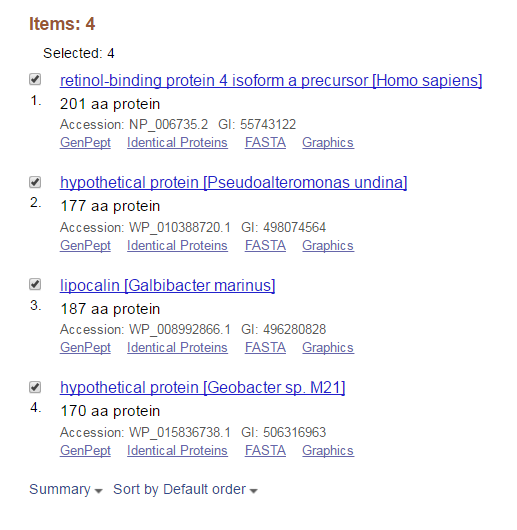 Items: 4
Selected: 4
retinol-binding protein 4 isoform a precursor [Homo sapiens]
1. 201 aa protein
Accession: NP_006735.2 GI: 55743122
GenPept Identical Proteins FASTA Graphics
hypothetical protein [Pseudoalteromonas undina]
2. 177 aa protein
Accession: WP_010388720.1 GI: 498074564
GenPept Identical Proteins FASTA Graphics
lipocalin [Galbibacter marinus]
3. 187 aa protein
Accession: WP_008992866.1 GI: 496280828
GenPept Identical Proteins FASTA Graphics
hypothetical protein [Geobacter sp. M21]
4. 170 aa protein
Accession: WP_015836738.1 GI: 506316963
GenPept Identical Proteins FASTA Graphics
Summary Sort by Default order